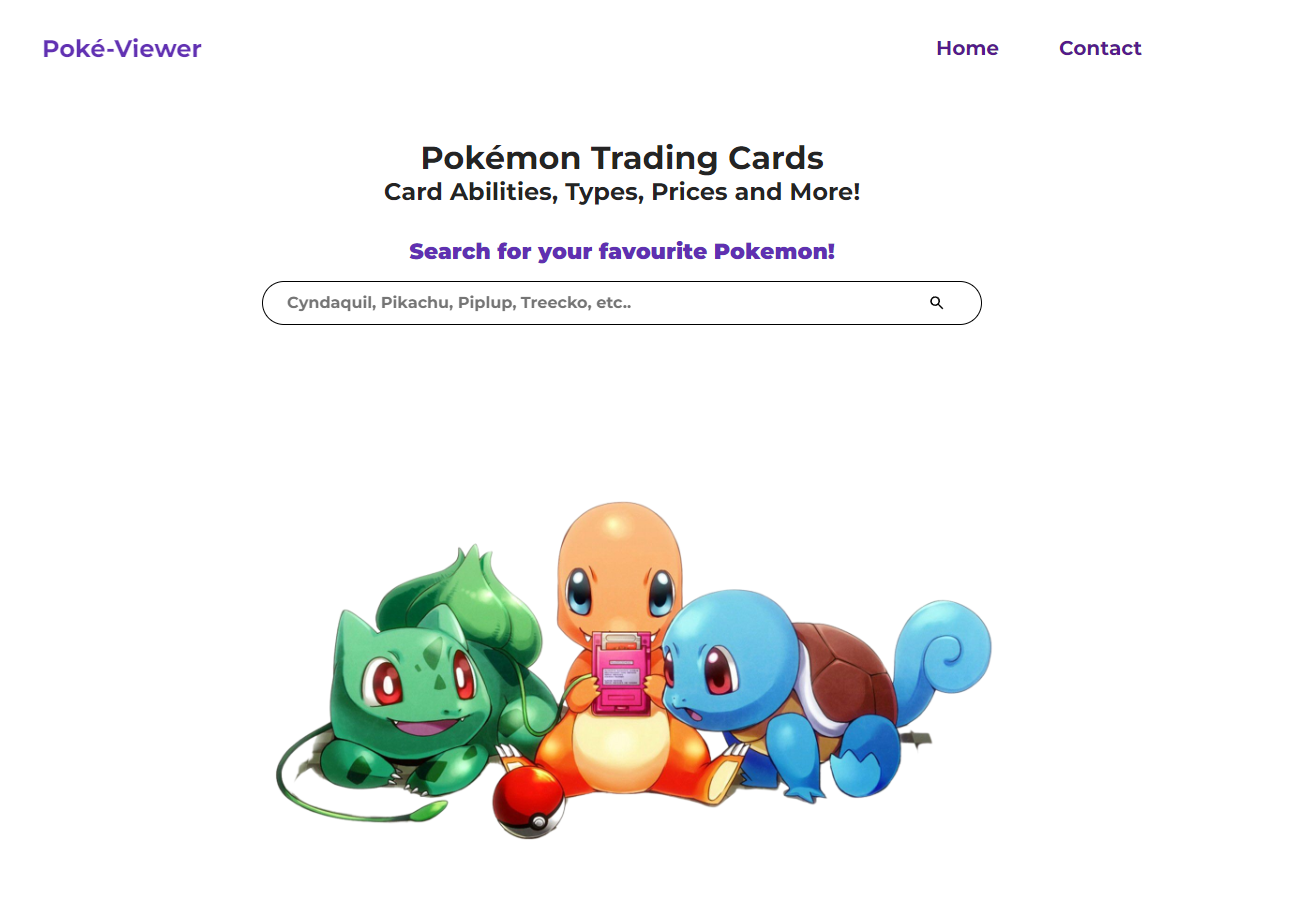 Poké-Viewer
Home
Contact
Pokémon Trading Cards
Card Abilities, Types, Prices and More!
Search for your favourite Pokemon!
Cyndaquil, Pikachu, Piplup, Treecko, etc..